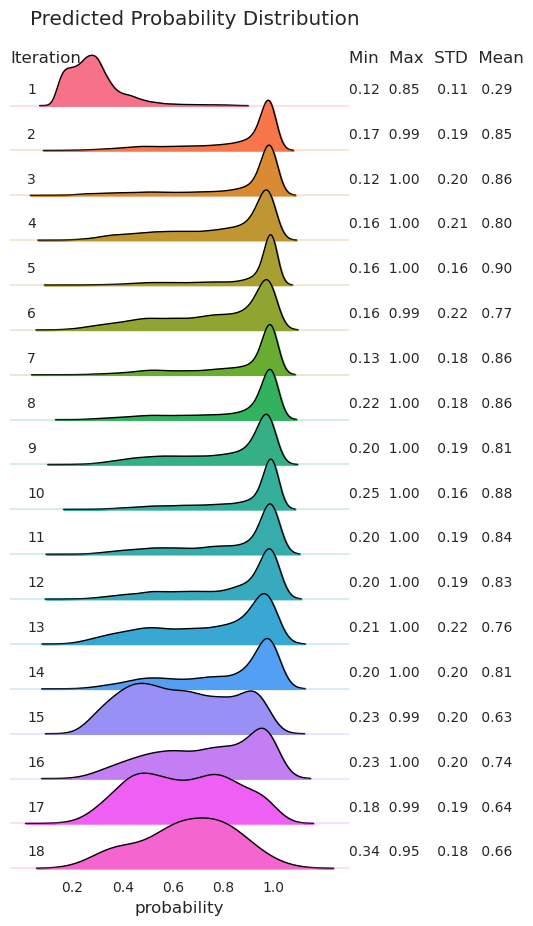 Predicted Probability Distribution
Iteration Min Max STD Mean
1 0.12 0.85 0.11 0.29
2 0.17 0.99 0.19 0.85
3 0.12 1.00 0.20 0.86
4 0.16 1.00 0.21 0.80
5 0.16 1.00 0.16 0.90
6 0.16 0.99 0.22 0.77
7 0.13 1.00 0.18 0.86
8 0.22 1.00 0.18 0.86
9 0.20 1.00 0.19 0.81
10 0.25 1.00 0.16 0.88
11 0.20 1.00 0.19 0.84
12 0.20 1.00 0.19 0.83
13 0.21 1.00 0.22 0.76
14 0.20 1.00 0.20 0.81
15 0.23 0.99 0.20 0.63
16 0.23 1.00 0.20 0.74
17 0.18 0.99 0.19 0.64
18 0.34 0.95 0.18 0.66
0.2 0.4 0.6 0.8 1.0
probability